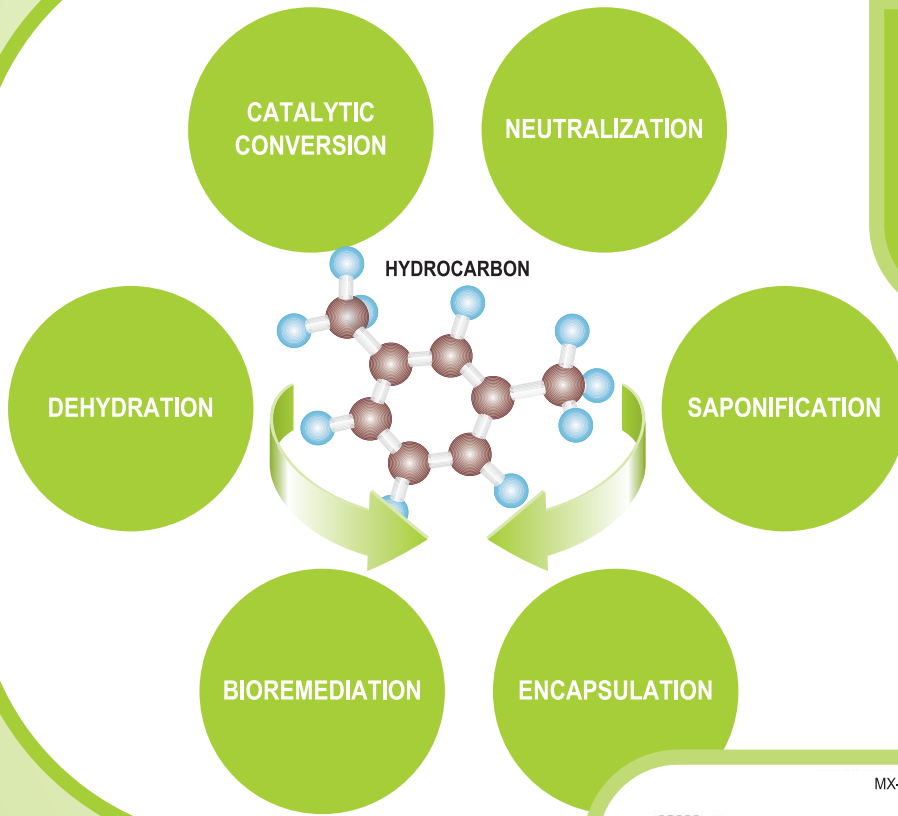 CATALYTIC
CONVERSION
NEUTRALIZATION
HYDROCARBON
DEHYDRATION
SAPONIFICATION
BIOREMEDIATION
ENCAPSULATION
MX-